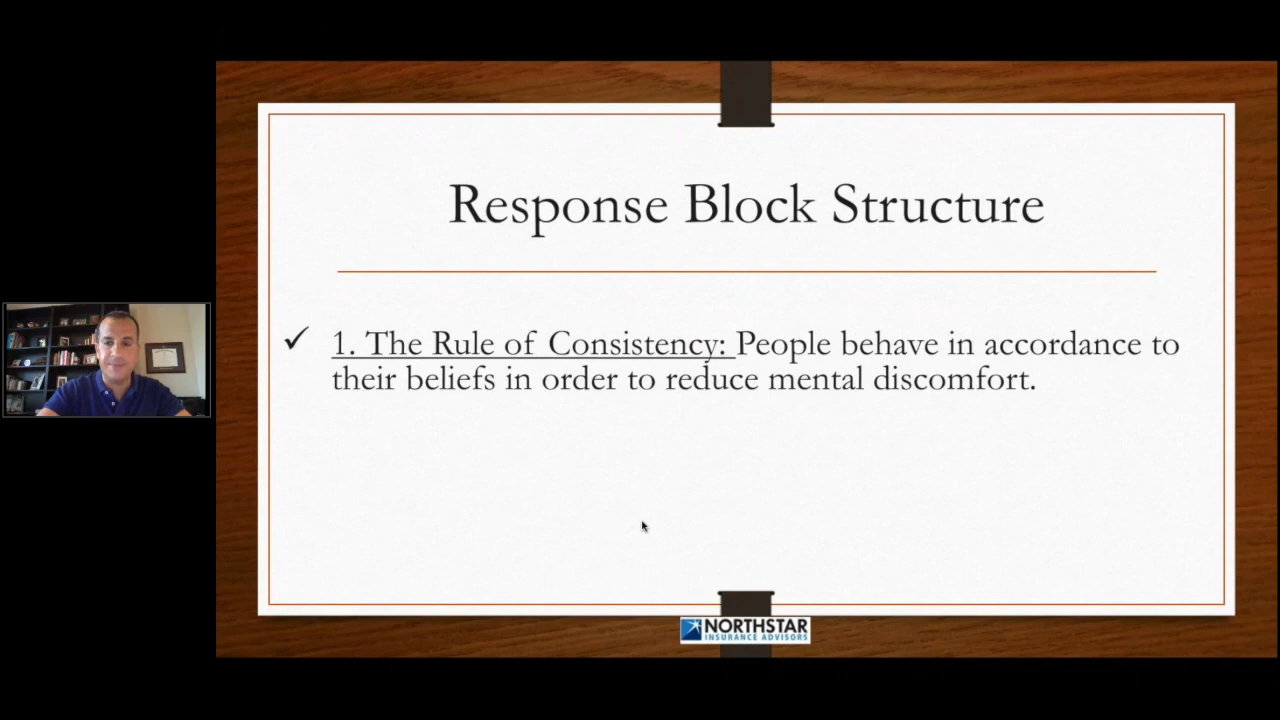 Response Block Structure
✓ 1. The Rule of Consistency: People behave in accordance to
their beliefs in order to reduce mental discomfort.
NORTHSTAR
INSURANCE ADVISORS